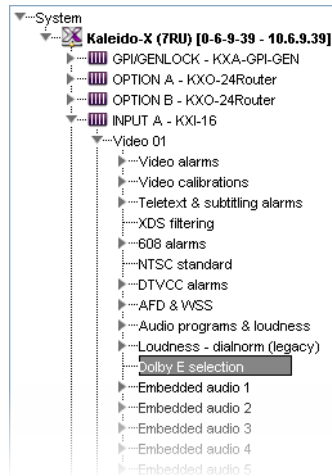 System
Kaleido-X (7RU) [0-6-9-39 - 10.6.9.39]
GPI/GENLOCK - KXA-GPI-GEN
OPTION A - KXO-24Router
OPTION B - KXO-24Router
INPUT A - KXI-16
Video 01
Video alarms
Video calibrations
Teletext & subtitling alarms
XDS filtering
608 alarms
NTSC standard
DTVCC alarms
AFD & WSS
Audio programs & loudness
Loudness - dialnorm (legacy)
Dolby E selection
Embedded audio 1
Embedded audio 2
Embedded audio 3
Embedded audio 4
Embedded audio 5